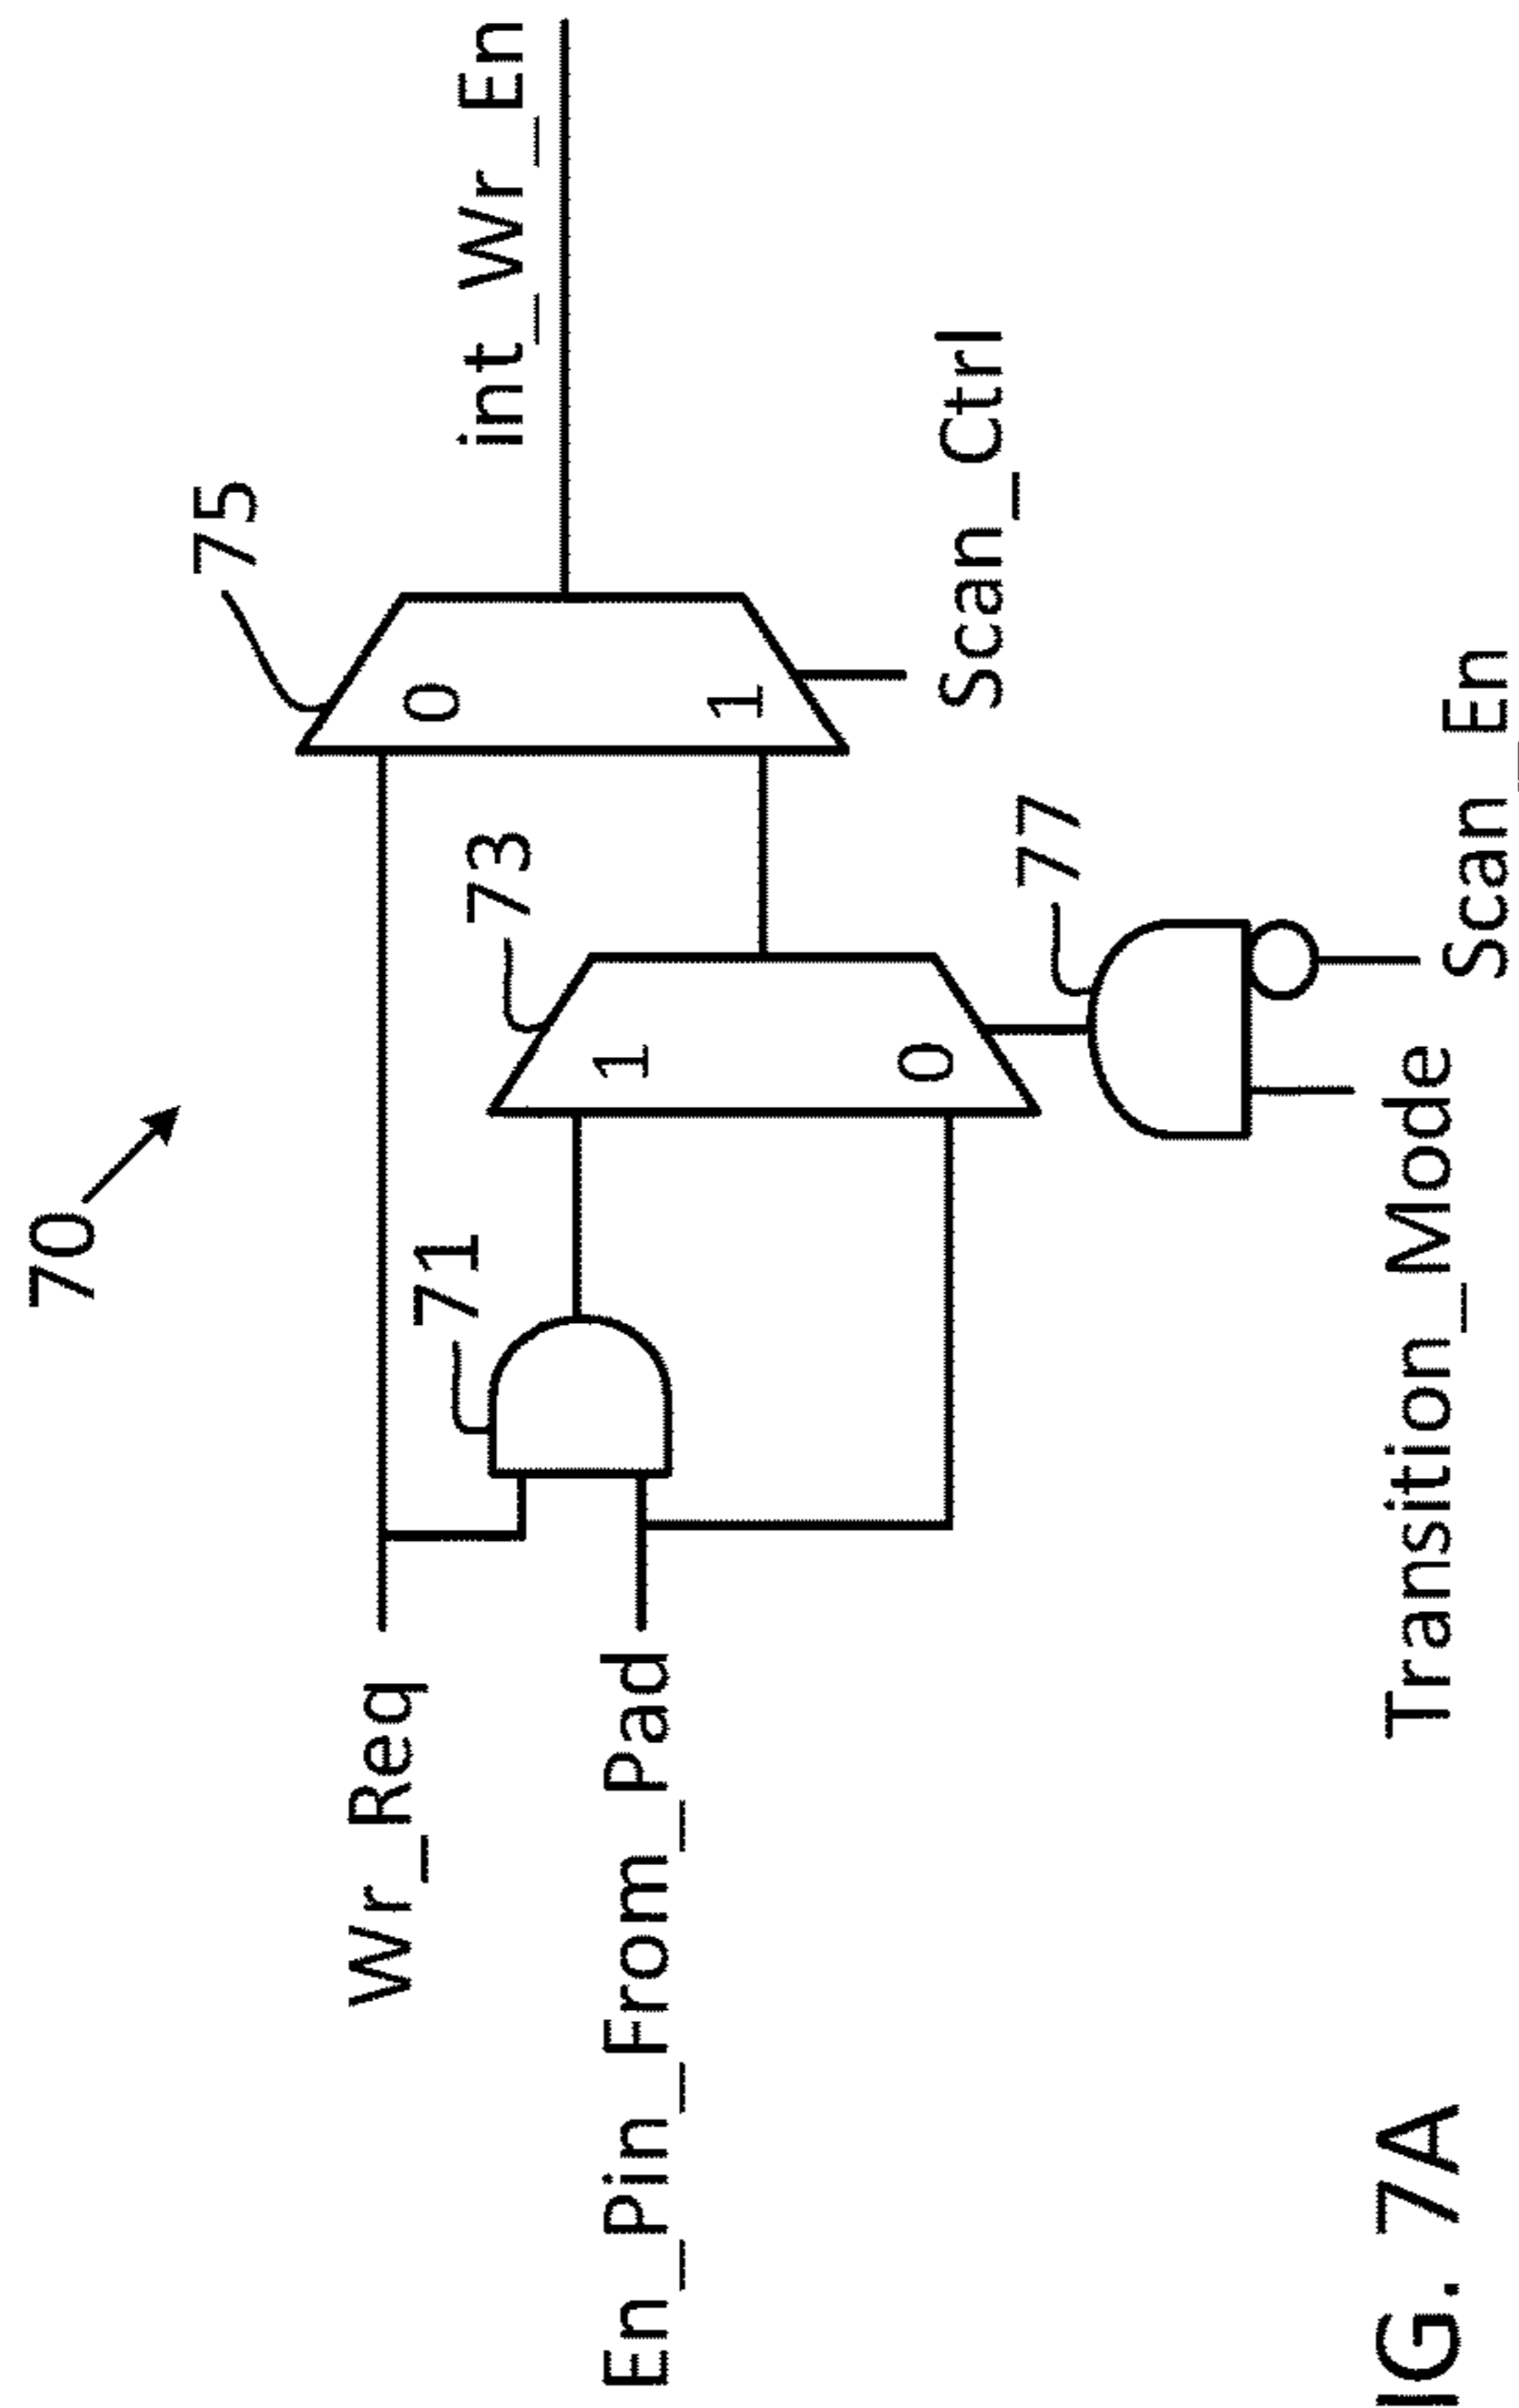 70
75
int_Wr_En
Wr_Req
71
73
0
1
1
0
En_Pin_From_Pad
Scan_Ctrl
77
Transition_Mode
Scan_En
IG. 7A